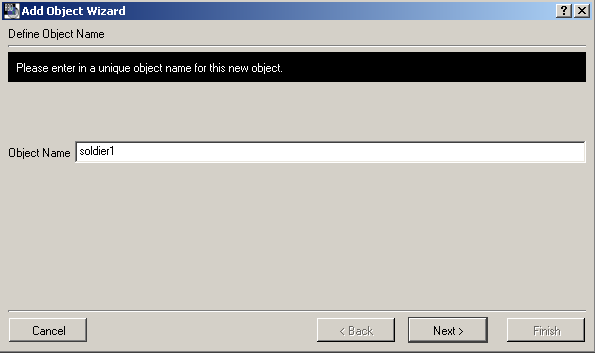 Add Object Wizard
Define Object Name
Please enter in a unique object name for this new object.
Object Name soldier1
Cancel < Back Next > Finish